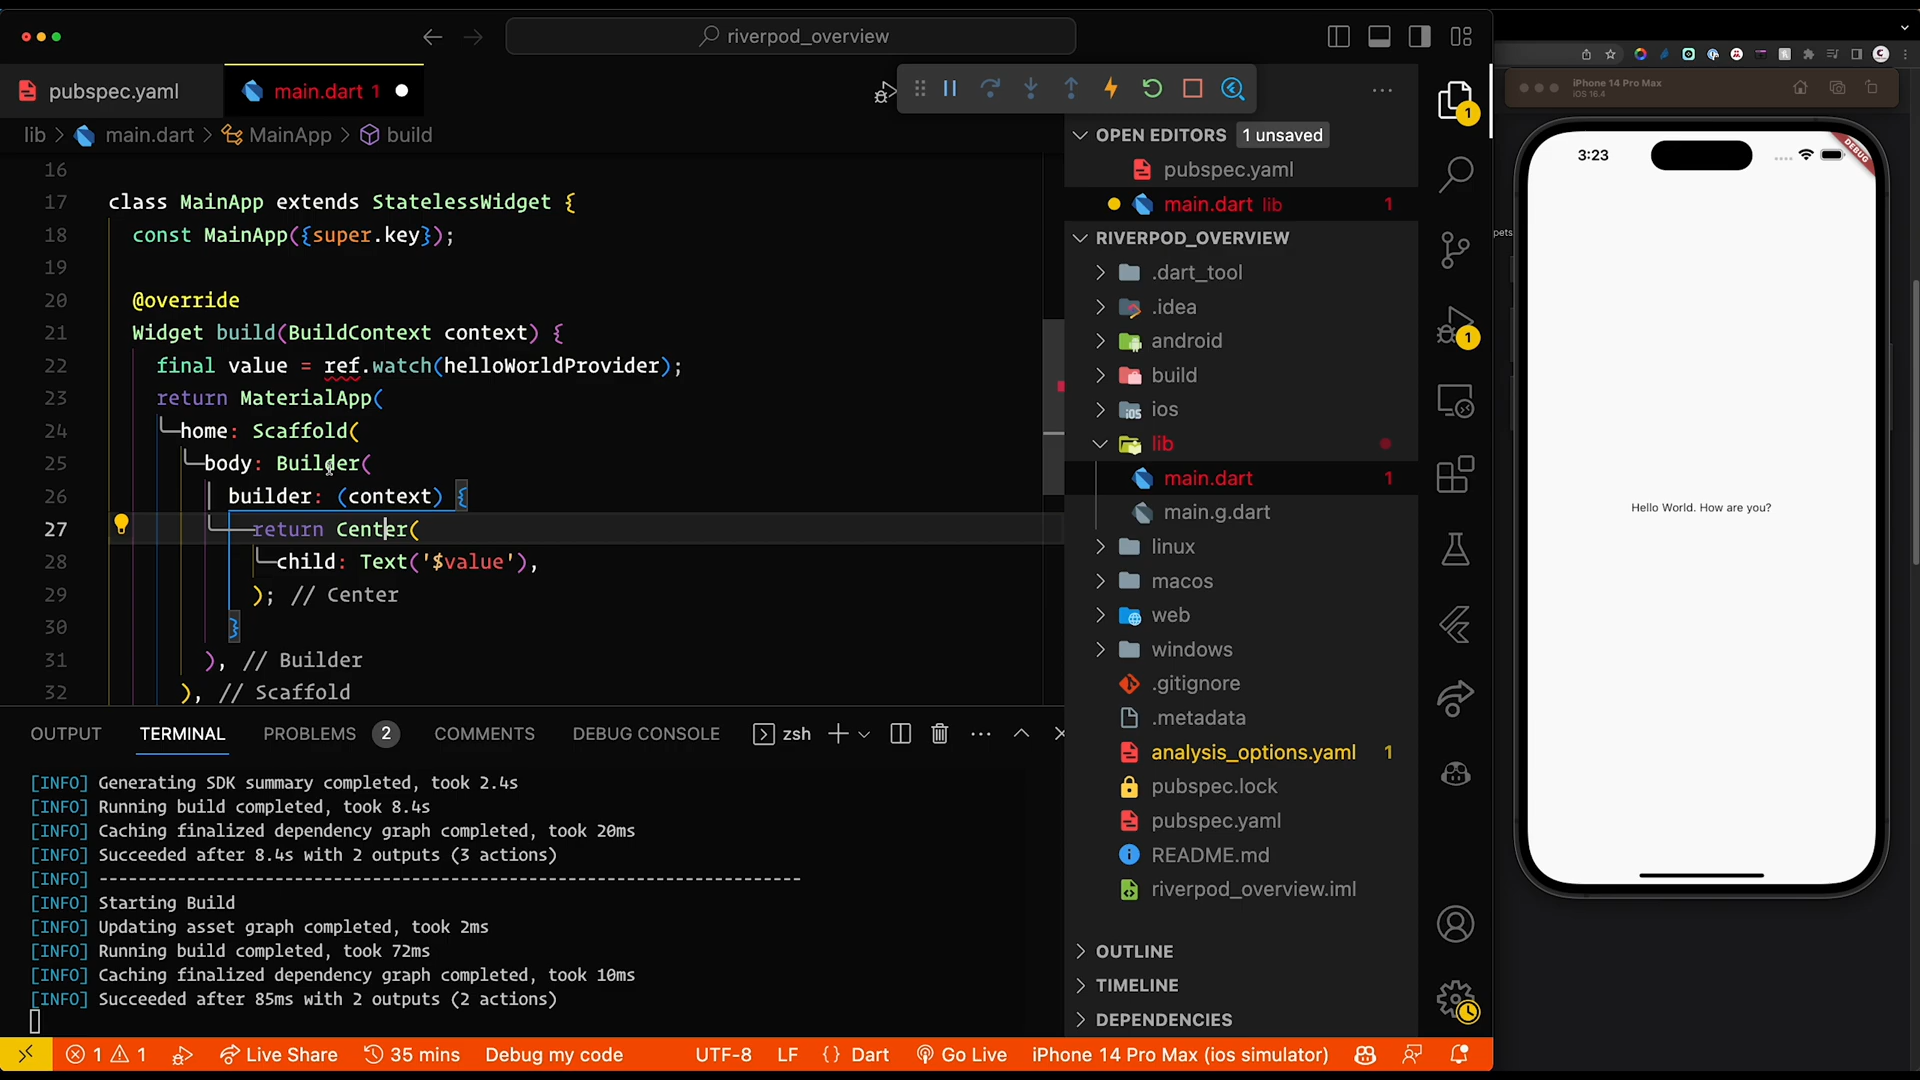 riverpod_overview
pubspec.yaml
main.dart 1
lib > main.dart > MainApp > build
16
17 class MainApp extends StatelessWidget {
18 const MainApp({super.key});
19
20 @override
21 Widget build(BuildContext context) {
22 final value = ref.watch(helloWorldProvider);
23 return MaterialApp(
24 home: Scaffold(
25 body: Builder(
26 builder: (context) {
27 return Center(
28 child: Text('$value'),
29 ); // Center
30 }
31 ), // Builder
32 ), // Scaffold
OUTPUT TERMINAL PROBLEMS 2 COMMENTS DEBUG CONSOLE zsh
[INFO] Generating SDK summary completed, took 2.4s
[INFO] Running build completed, took 8.4s
[INFO] Caching finalized dependency graph completed, took 20ms
[INFO] Succeeded after 8.4s with 2 outputs (3 actions)
[INFO] ------------------------------------------------------------------------
[INFO] Starting Build
[INFO] Updating asset graph completed, took 2ms
[INFO] Running build completed, took 72ms
[INFO] Caching finalized dependency graph completed, took 10ms
[INFO] Succeeded after 85ms with 2 outputs (2 actions)
OPEN EDITORS 1 unsaved
pubspec.yaml
main.dart lib 1
RIVERPOD_OVERVIEW
.dart_tool
.idea
android
build
ios
lib
main.dart 1
main.g.dart
linux
macos
web
windows
.gitignore
.metadata
analysis_options.yaml 1
pubspec.lock
pubspec.yaml
README.md
riverpod_overview.iml
OUTLINE
TIMELINE
DEPENDENCIES
1
1
1 1 Live Share 35 mins Debug my code UTF-8 LF {} Dart Go Live iPhone 14 Pro Max (ios simulator)
pets
iPhone 14 Pro Max
iOS 16.4
3:23
DEBUG
Hello World. How are you?